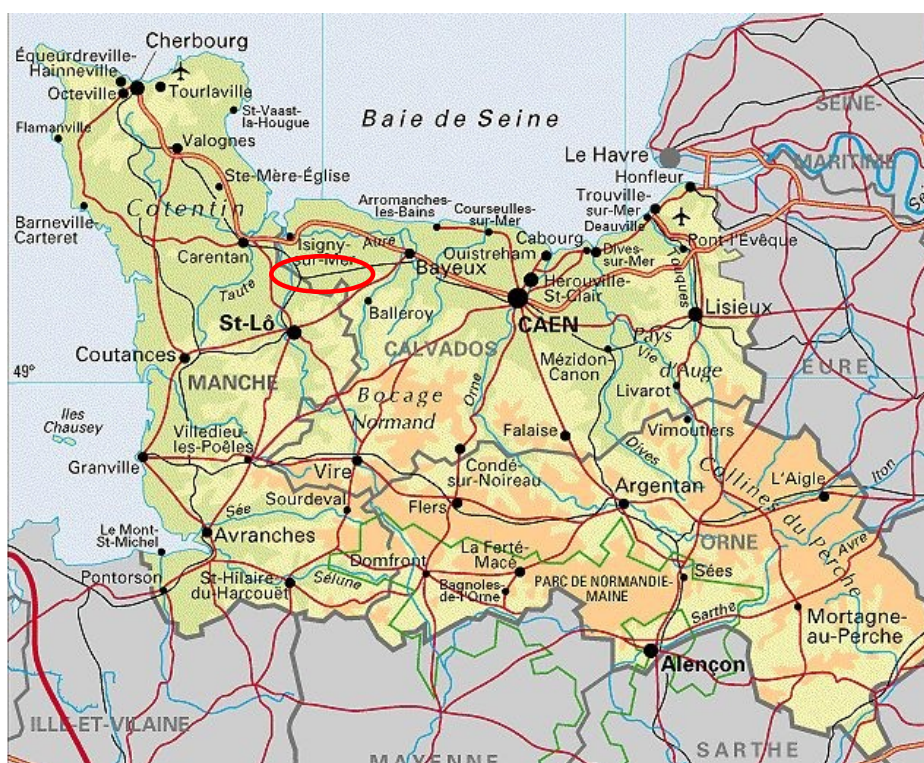 Cherbourg
Équeurdreville-
Hainneville
Octeville
Tourlaville
St-Vaast-
la-Hougue
Flamanville
Valognes
Baie de Seine
SEINE-
MARITIME
Le Havre
Honfleur
Ste-Mère-Église
Trouville-
sur-Mer
Deauville
Arromanches-
les-Bains
Courseulles-
sur-Mer
Cotentin
Barneville-
Carteret
Carentan
Isigny-
sur-Mer
Aure
Bayeux
Ouistreham
Cabourg
Dives-
sur-Mer
Pont-l'Évêque
Touques
Hérouville-
St-Clair
Taute
Balleroy
St-Lô
CAEN
Lisieux
CALVADOS
Pays
d'Auge
Vie
Mézidon-
Canon
Coutances
49°
MANCHE
EURE
Livarot
Orne
Bocage
Normand
Iles
Chausey
Villedieu-
les-Poêles
Falaise
Vimoutiers
Dives
Granville
Vire
Condé-
sur-Noireau
Collines du Perche
L'Aigle
Iton
Sourdeval
Flers
Argentan
Sée
Avranches
Le Mont-
St-Michel
ORNE
Avre
Domfront
La Ferté-
Macé
Pontorson
St-Hilaire-
du-Harcouët
Sélune
Bagnoles-
de-l'Orne
PARC DE NORMANDIE-
MAINE
Sées
Sarthe
Mortagne-
au-Perche
Alençon
ILLE-ET-VILAINE
MAYENNE
SARTHE